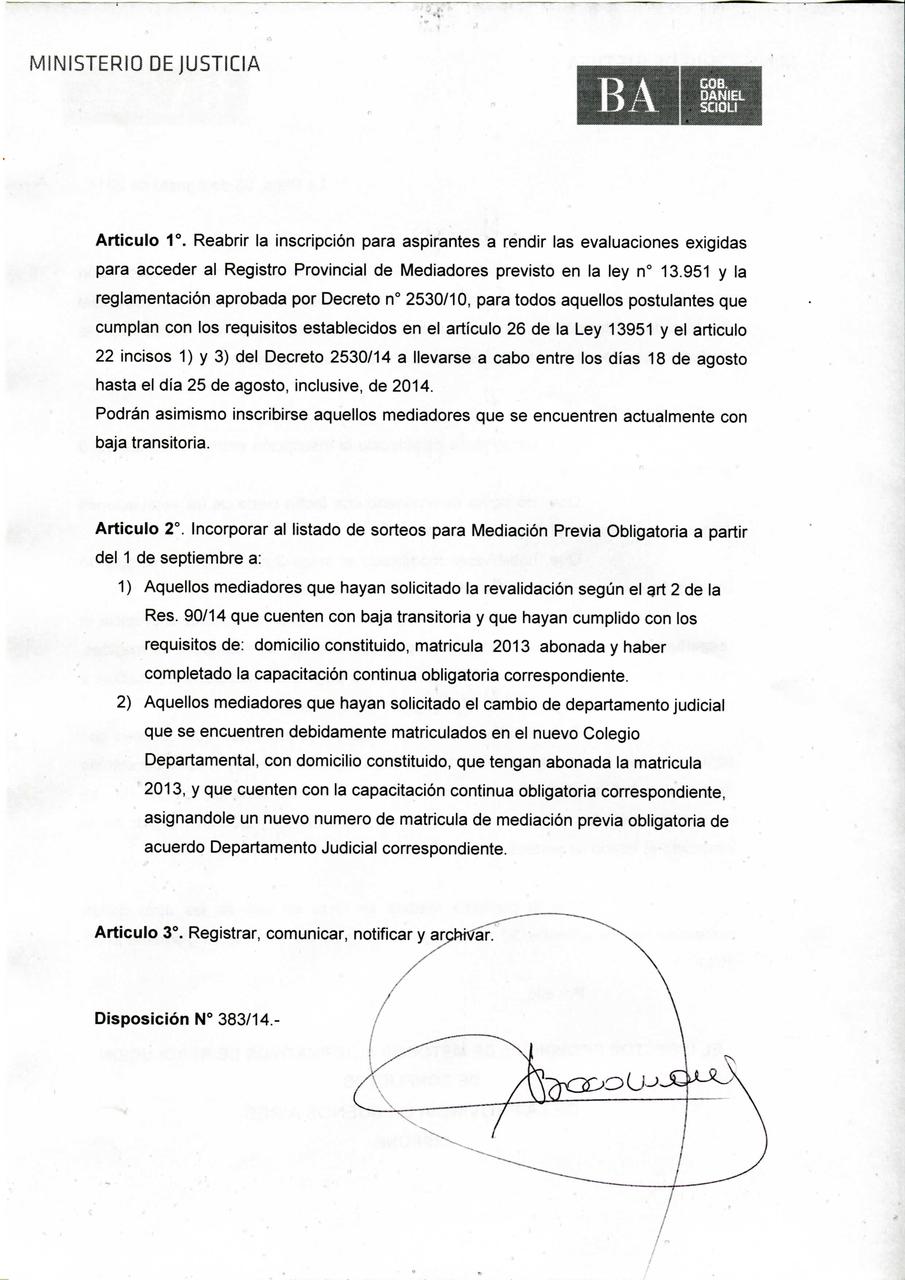 MINISTERIO DE JUSTICIA
BA
GOB.
DANIEL
SCIOLI
Articulo 1°. Reabrir la inscripción para aspirantes a rendir las evaluaciones exigidas
para acceder al Registro Provincial de Mediadores previsto en la ley n° 13.951 y la
reglamentación aprobada por Decreto n° 2530/10, para todos aquellos postulantes que
cumplan con los requisitos establecidos en el artículo 26 de la Ley 13951 y el articulo
22 incisos 1) y 3) del Decreto 2530/14 a llevarse a cabo entre los días 18 de agosto
hasta el día 25 de agosto, inclusive, de 2014.
Podrán asimismo inscribirse aquellos mediadores que se encuentren actualmente con
baja transitoria.
Articulo 2°. Incorporar al listado de sorteos para Mediación Previa Obligatoria a partir
del 1 de septiembre a:
1) Aquellos mediadores que hayan solicitado la revalidación según el art 2 de la
Res. 90/14 que cuenten con baja transitoria y que hayan cumplido con los
requisitos de: domicilio constituido, matricula 2013 abonada y haber
completado la capacitación continua obligatoria correspondiente.
2) Aquellos mediadores que hayan solicitado el cambio de departamento judicial
que se encuentren debidamente matriculados en el nuevo Colegio
Departamental, con domicilio constituido, que tengan abonada la matricula
2013, y que cuenten con la capacitación continua obligatoria correspondiente,
asignandole un nuevo numero de matricula de mediación previa obligatoria de
acuerdo Departamento Judicial correspondiente.
Articulo 3°. Registrar, comunicar, notificar y archivar.
Disposición N° 383/14.-